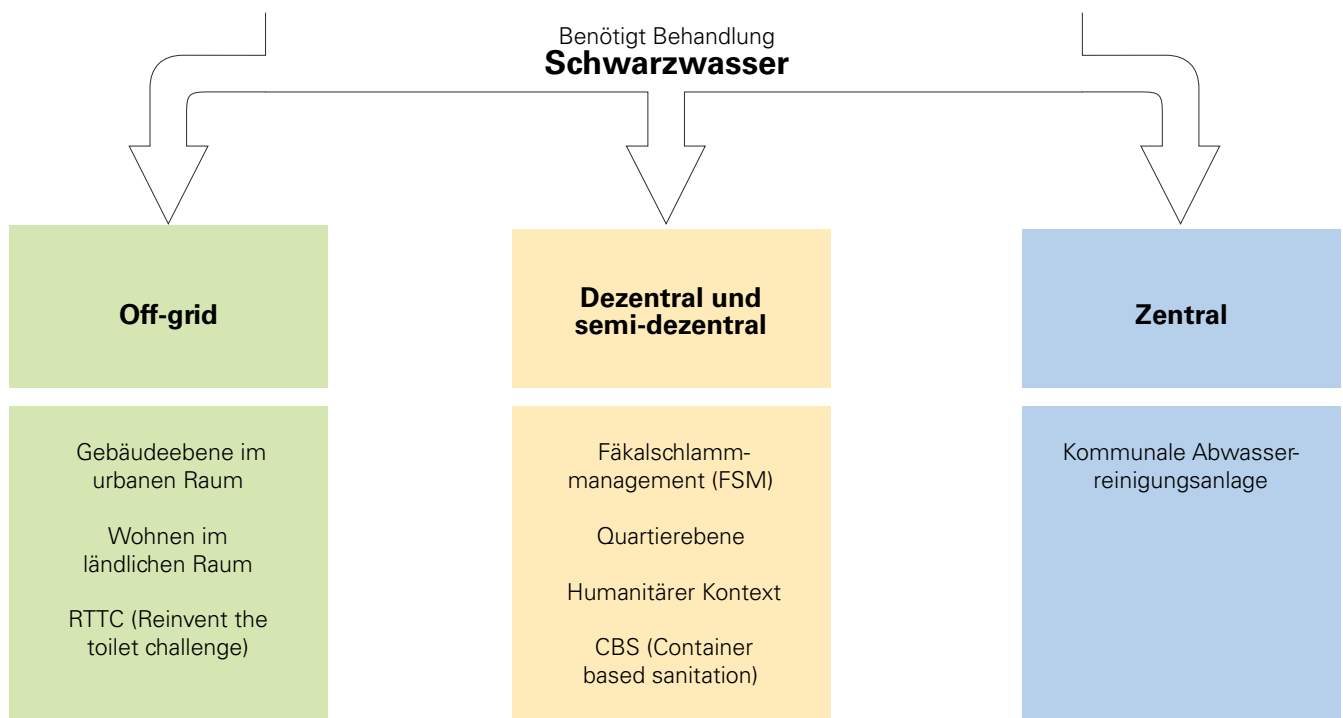 Benötigt Behandlung
Schwarzwasser
Off-grid
Dezentral und
semi-dezentral
Zentral
Gebäudeebene im
urbanen Raum
Wohnen im
ländlichen Raum
RTTC (Reinvent the
toilet challenge)
Fäkalschlamm-
management (FSM)
Quartierebene
Humanitärer Kontext
CBS (Container
based sanitation)
Kommunale Abwasser-
reinigungsanlage